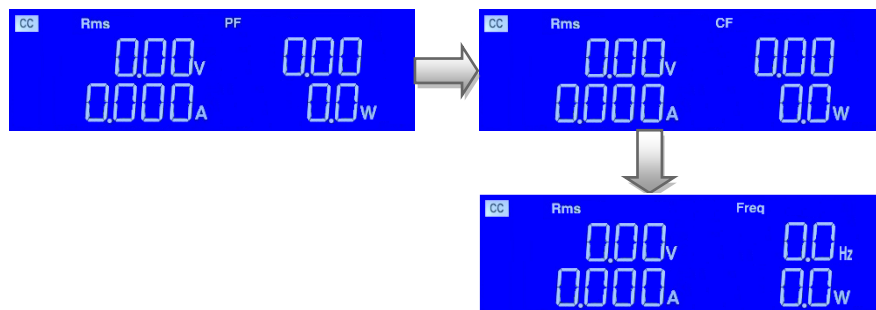 CC Rms PF
0.00V 0.00
0.000A 0.0W
CC Rms CF
0.00V 0.00
0.000A 0.0W
CC Rms Freq
0.00V 0.0Hz
0.000A 0.0W